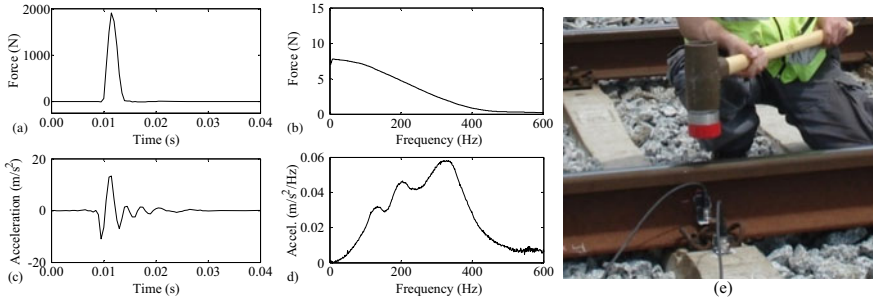 2000
1000
0
Force (N)
0.00 0.01 0.02 0.03 0.04
Time (s)
(a)
15
10
5
0
Force (N)
0 200 400 600
Frequency (Hz)
(b)
20
0
-20
Acceleration (m/s²)
0.00 0.01 0.02 0.03 0.04
Time (s)
(c)
0.06
0.04
0.02
0
Accel. (m/s²/Hz)
0 200 400 600
Frequency (Hz)
d)
(e)